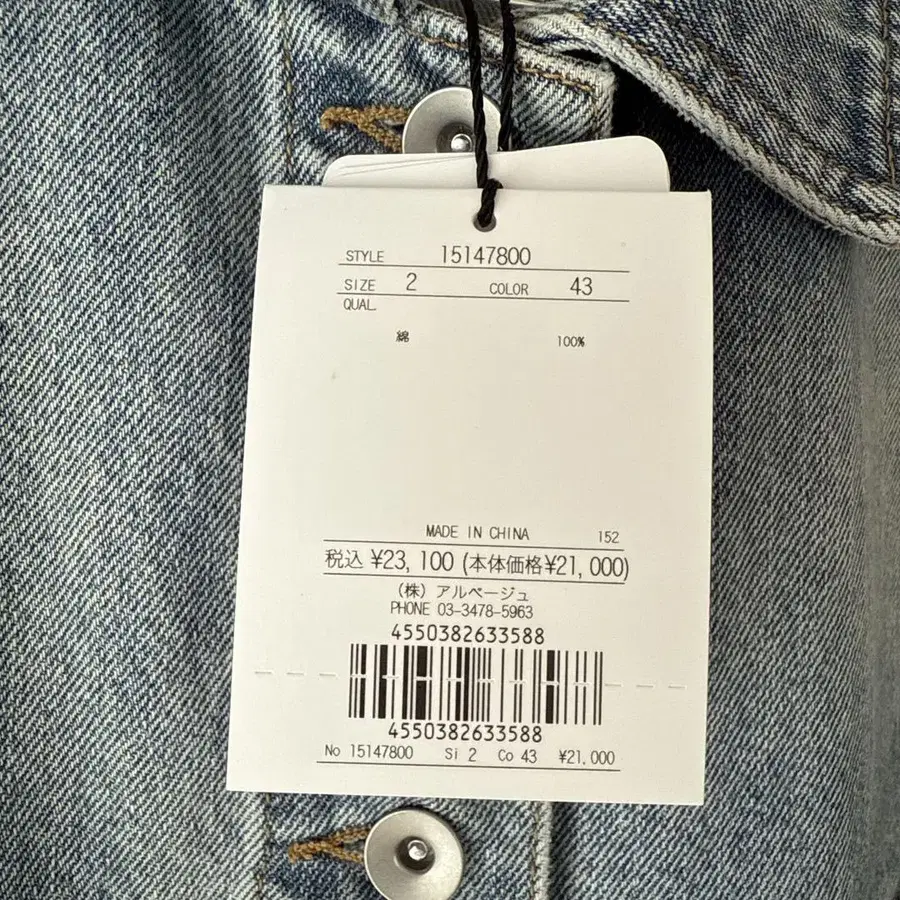 STYLE 15147800
SIZE 2 COLOR 43
QUAL.
綿 100%
MADE IN CHINA 152
税込 ¥23,100 (本体価格¥21,000)
(株) アルページュ
PHONE 03-3478-5963
4550382633588
4550382633588
No 15147800 Si 2 Co 43 ¥21,000